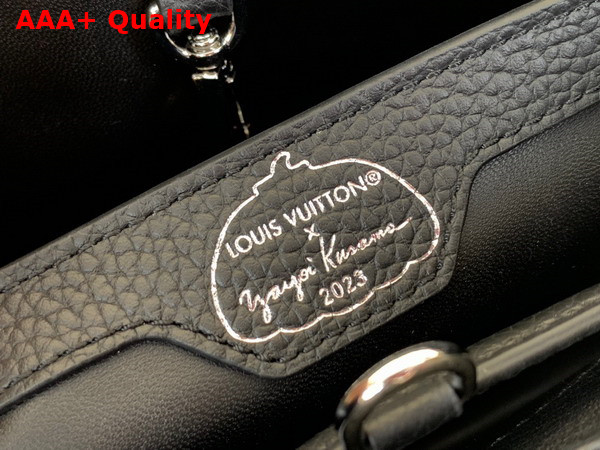 AAA+ Quality
LOUIS VUITTON®
x
Yayoi Kusama
2023